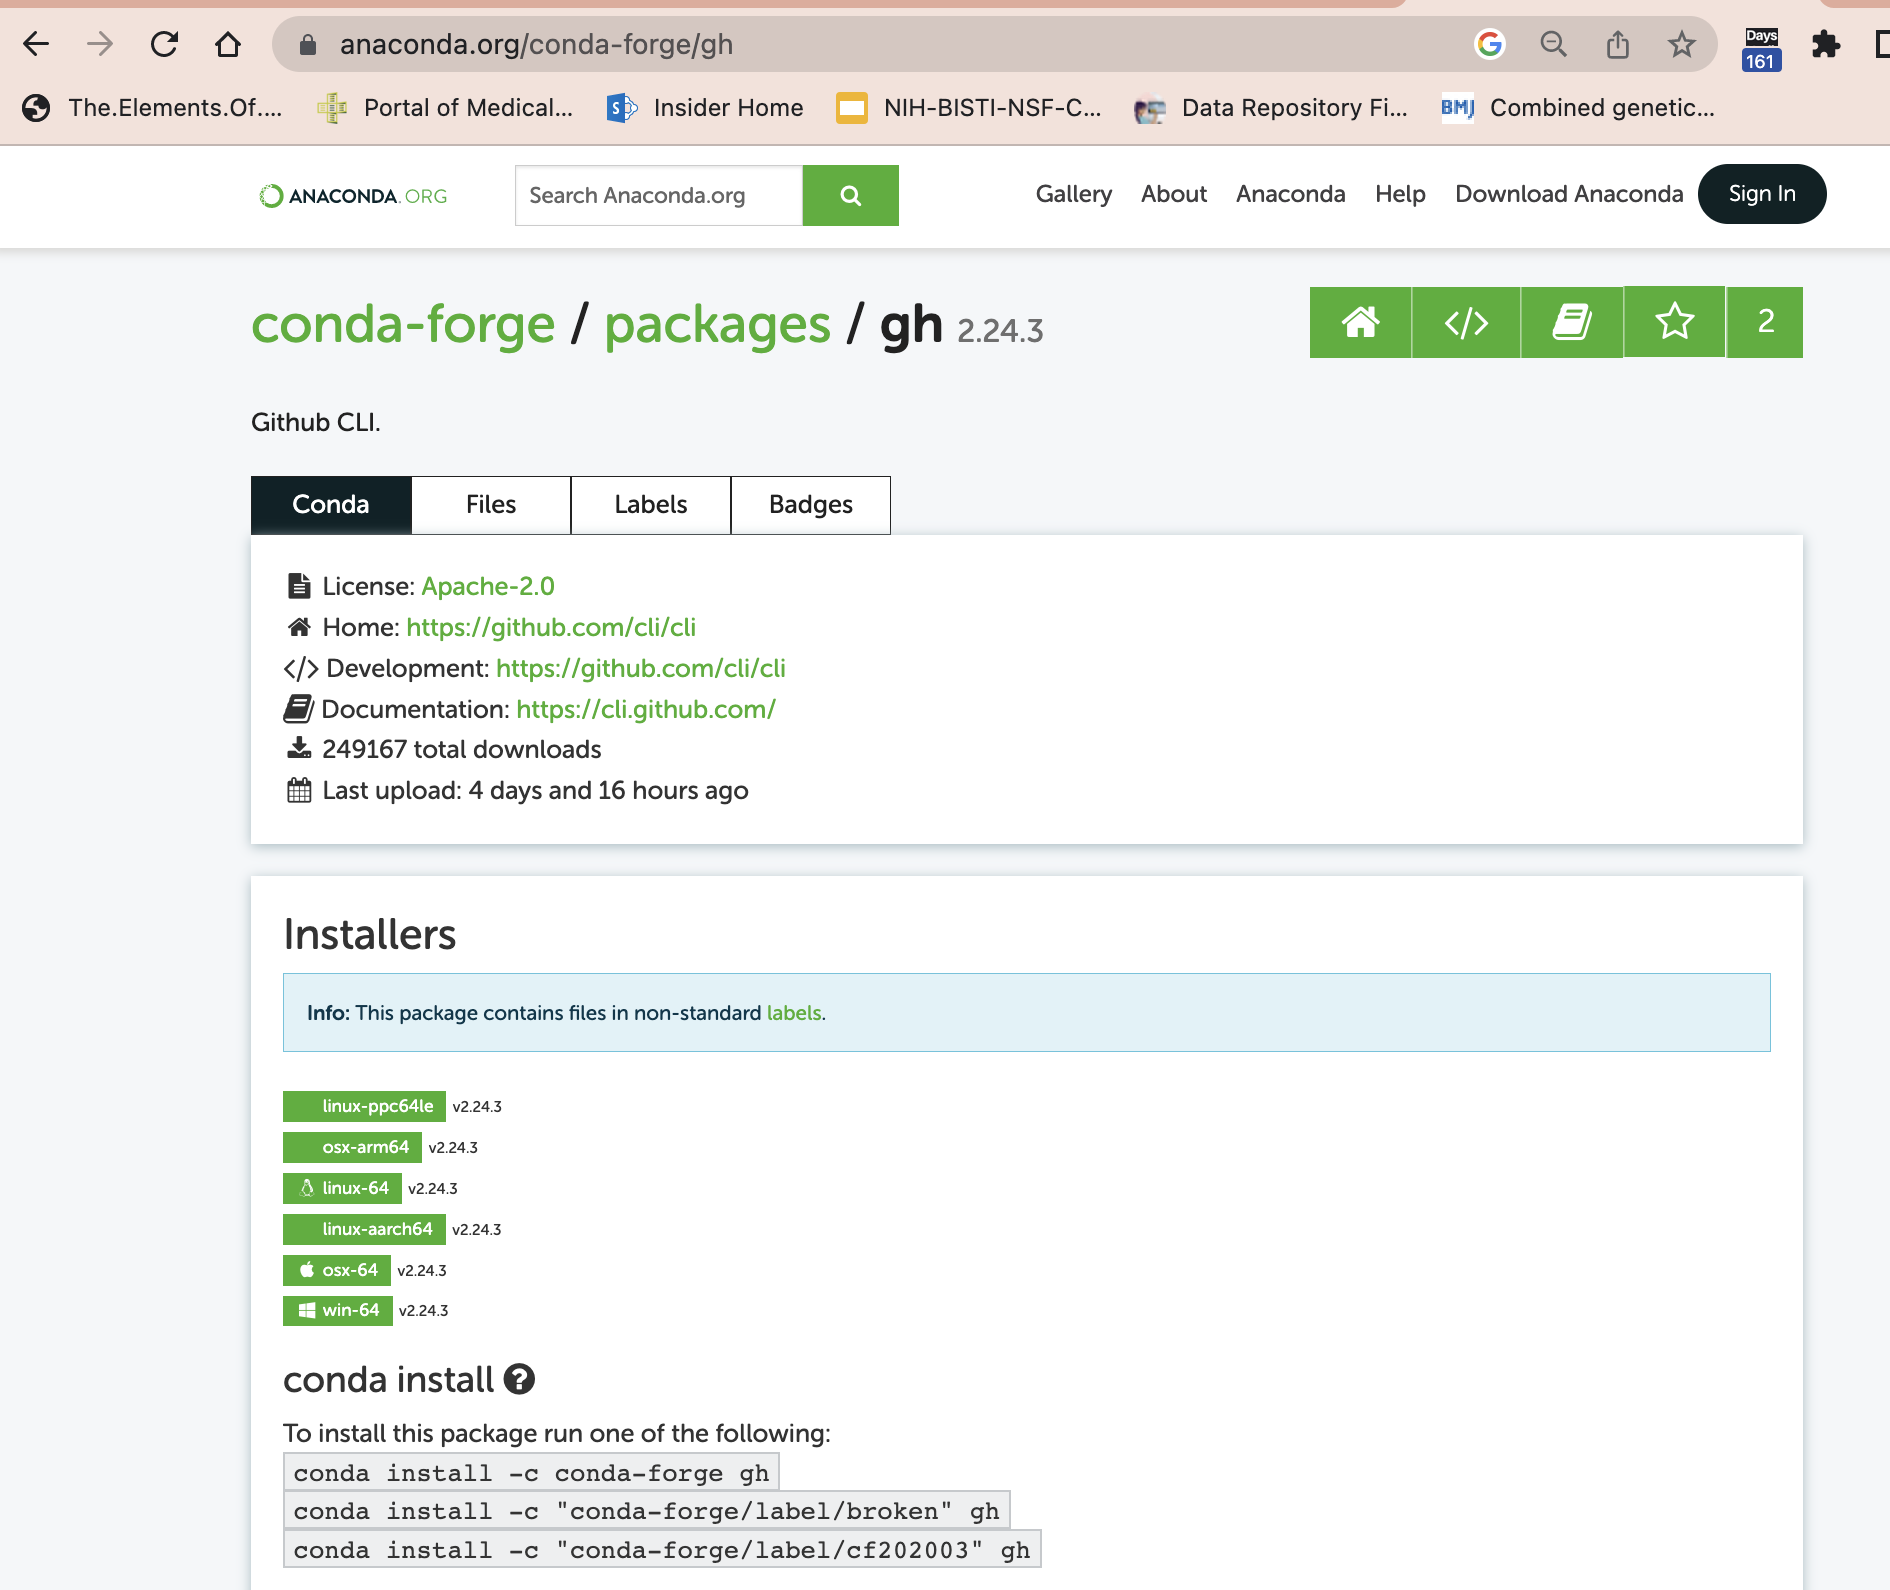 anaconda.org/conda-forge/gh
Days
161
The.Elements.Of....
Portal of Medical...
Insider Home
NIH-BISTI-NSF-C...
Data Repository Fi...
BMJ Combined genetic...
ANACONDA.ORG
Search Anaconda.org
Gallery About Anaconda Help Download Anaconda Sign In
conda-forge / packages / gh 2.24.3
2
Github CLI.
Conda Files Labels Badges
License: Apache-2.0
Home: https://github.com/cli/cli
</> Development: https://github.com/cli/cli
Documentation: https://cli.github.com/
249167 total downloads
Last upload: 4 days and 16 hours ago
Installers
Info: This package contains files in non-standard labels.
linux-ppc64le v2.24.3
osx-arm64 v2.24.3
linux-64 v2.24.3
linux-aarch64 v2.24.3
osx-64 v2.24.3
win-64 v2.24.3
conda install ?
To install this package run one of the following:
conda install -c conda-forge gh
conda install -c "conda-forge/label/broken" gh
conda install -c "conda-forge/label/cf202003" gh